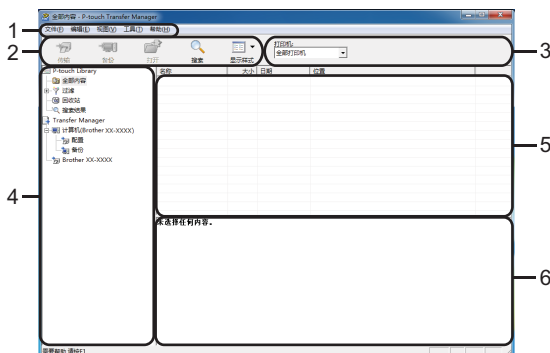 全部内容 - P-touch Transfer Manager
1
文件(F) 编辑(E) 视图(V) 工具(T) 帮助(H)
2
传输 备份 打开 搜索 显示样式
打印机:
全部打印机
3
P-touch Library
全部内容
过滤
回收站
搜索结果
Transfer Manager
计算机(Brother XX-XXXX)
配置
备份
Brother XX-XXXX
4
名称 大小 日期 位置
5
未选择任何内容。
6
需要帮助,请按F1